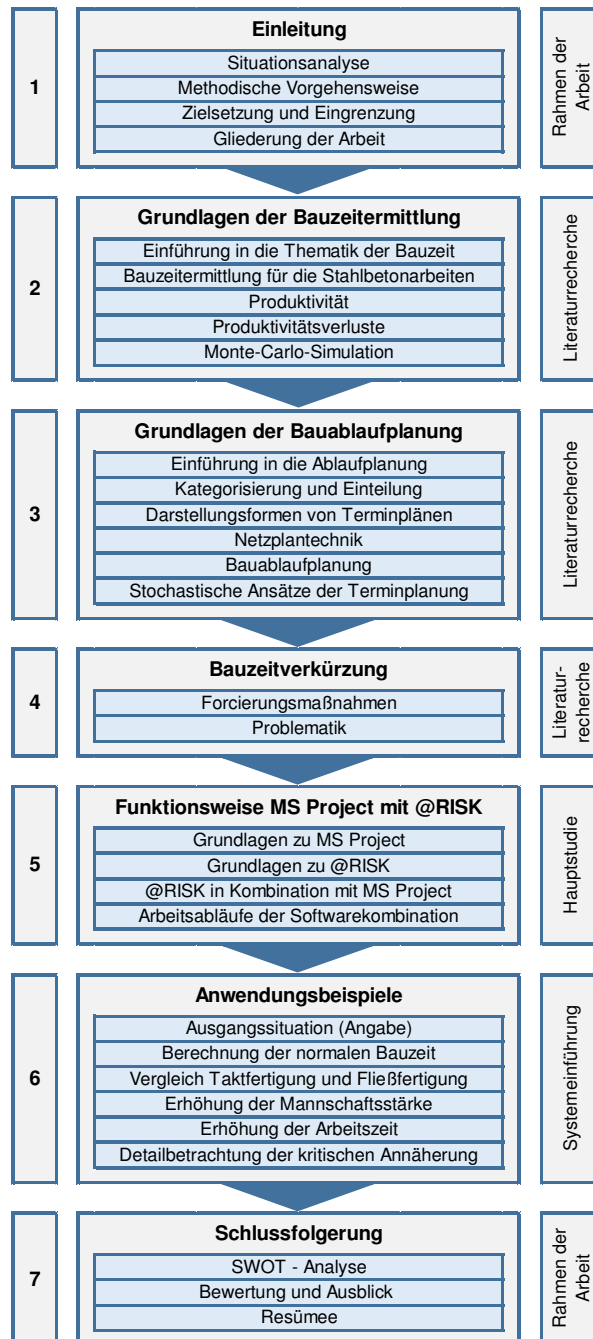 1
Einleitung
Situationsanalyse
Methodische Vorgehensweise
Zielsetzung und Eingrenzung
Gliederung der Arbeit
Rahmen der
Arbeit
2
Grundlagen der Bauzeitermittlung
Einführung in die Thematik der Bauzeit
Bauzeitermittlung für die Stahlbetonarbeiten
Produktivität
Produktivitätsverluste
Monte-Carlo-Simulation
Literaturrecherche
3
Grundlagen der Bauablaufplanung
Einführung in die Ablaufplanung
Kategorisierung und Einteilung
Darstellungsformen von Terminplänen
Netzplantechnik
Bauablaufplanung
Stochastische Ansätze der Terminplanung
Literaturrecherche
4
Bauzeitverkürzung
Forcierungsmaßnahmen
Problematik
Literatur-
recherche
5
Funktionsweise MS Project mit @RISK
Grundlagen zu MS Project
Grundlagen zu @RISK
@RISK in Kombination mit MS Project
Arbeitsabläufe der Softwarekombination
Hauptstudie
6
Anwendungsbeispiele
Ausgangssituation (Angabe)
Berechnung der normalen Bauzeit
Vergleich Taktfertigung und Fließfertigung
Erhöhung der Mannschaftsstärke
Erhöhung der Arbeitszeit
Detailbetrachtung der kritischen Annäherung
Systemeinführung
7
Schlussfolgerung
SWOT - Analyse
Bewertung und Ausblick
Resümee
Rahmen der
Arbeit